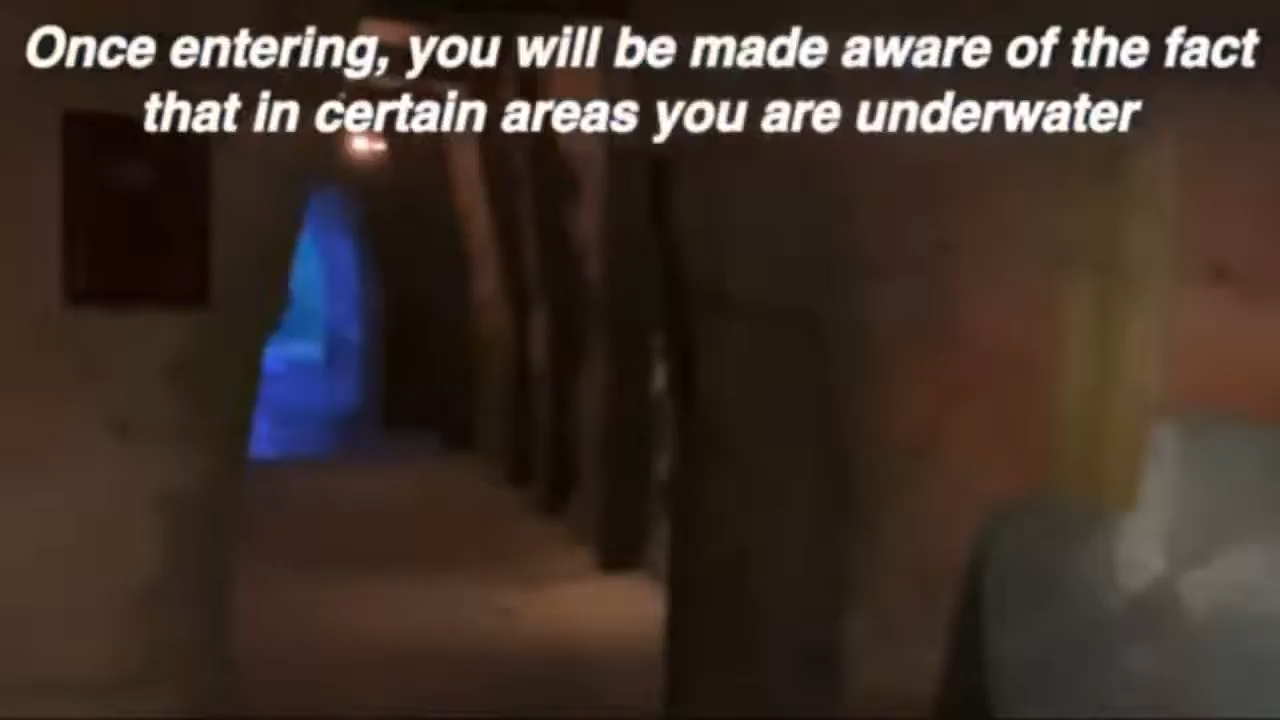 Once entering, you will be made aware of the fact
that in certain areas you are underwater